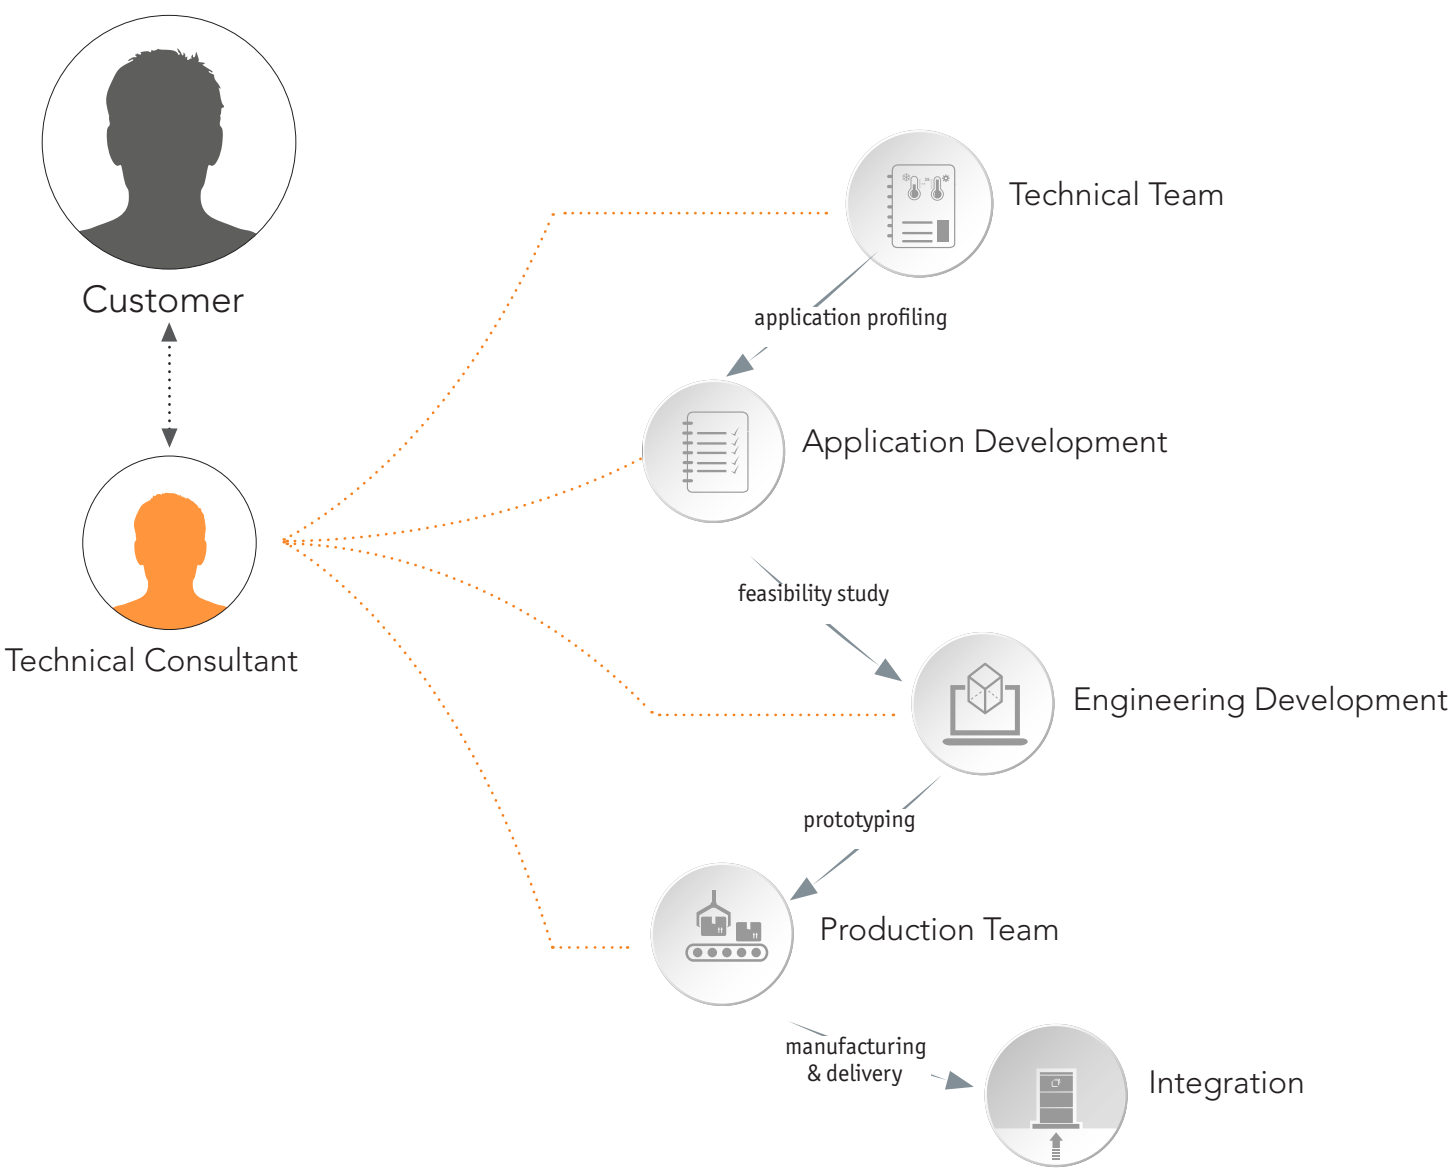 Customer
Technical Consultant
Technical Team
application profiling
Application Development
feasibility study
Engineering Development
prototyping
Production Team
manufacturing
& delivery
Integration